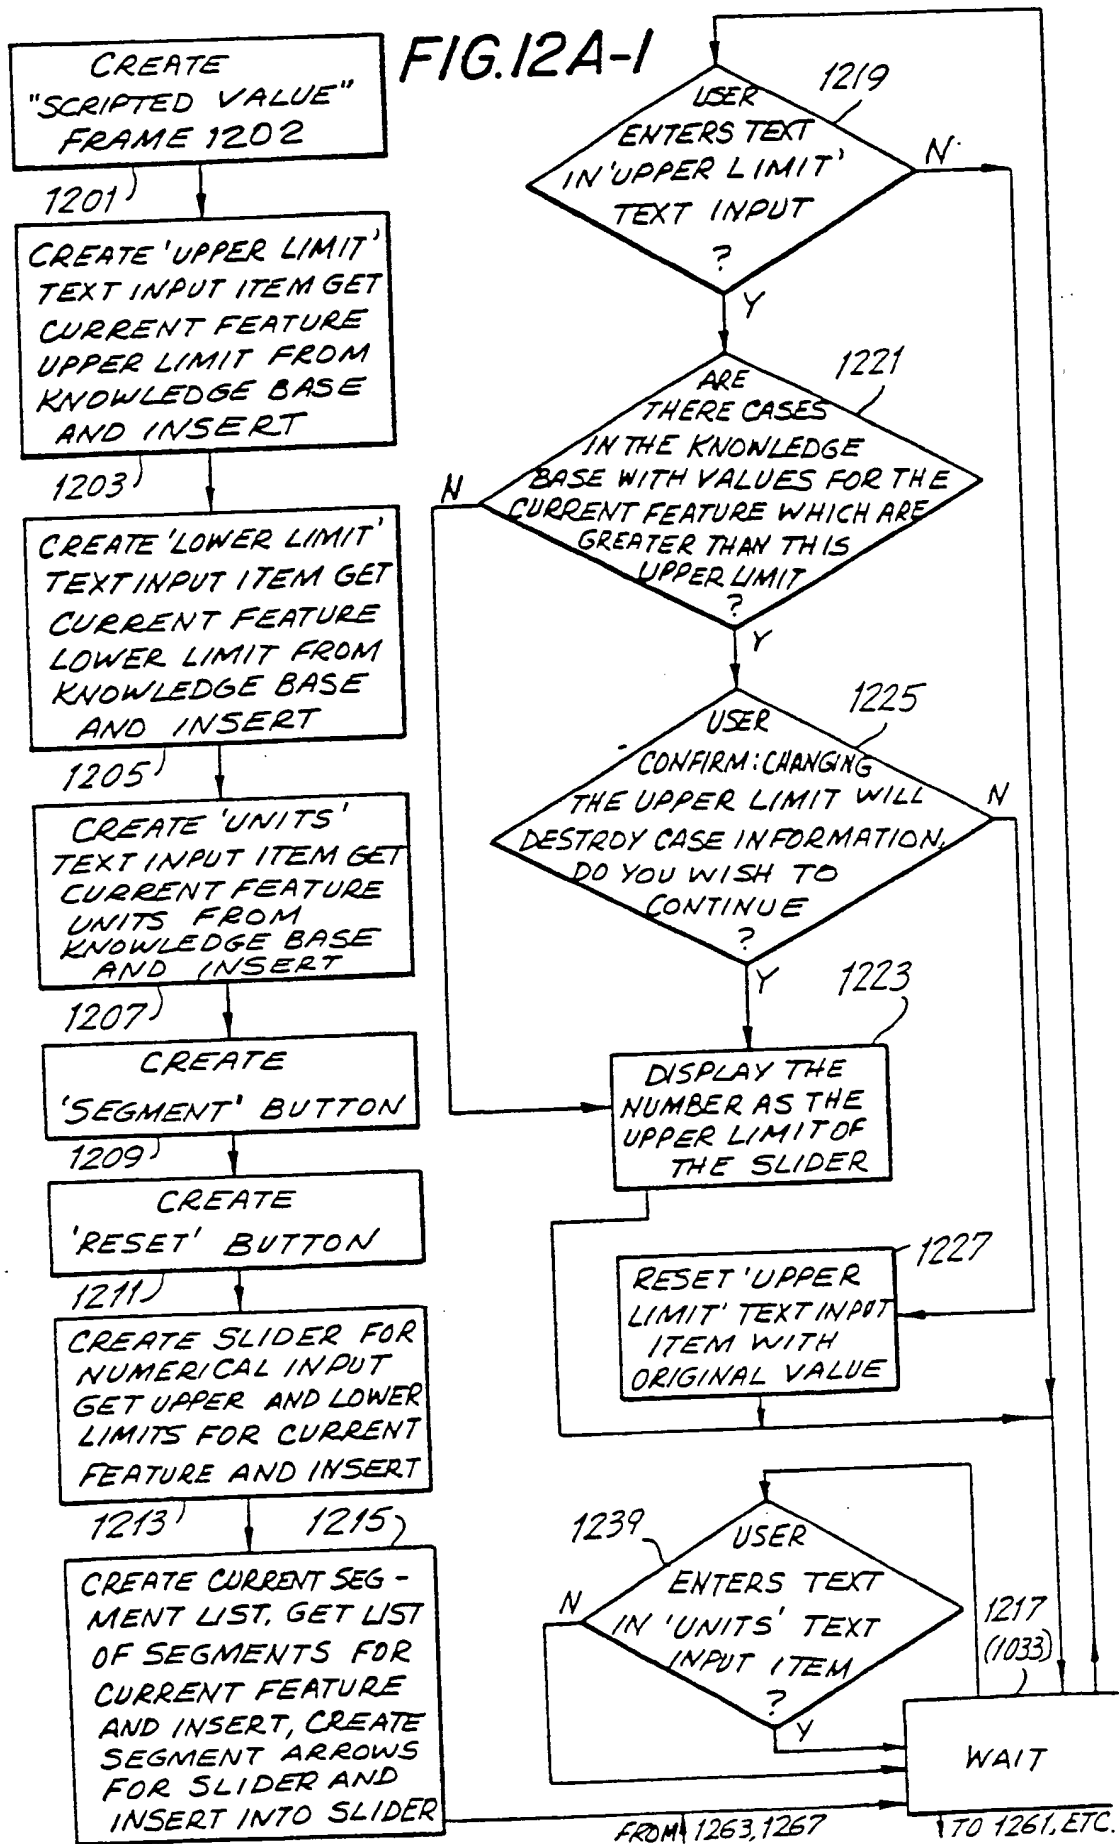 FIG.12A-1
CREATE
"SCRIPTED VALUE"
FRAME 1202
1201
CREATE 'UPPER LIMIT'
TEXT INPUT ITEM GET
CURRENT FEATURE
UPPER LIMIT FROM
KNOWLEDGE BASE
AND INSERT
1203
CREATE 'LOWER LIMIT'
TEXT INPUT ITEM GET
CURRENT FEATURE
LOWER LIMIT FROM
KNOWLEDGE BASE
AND INSERT
1205
CREATE 'UNITS'
TEXT INPUT ITEM GET
CURRENT FEATURE
UNITS FROM
KNOWLEDGE BASE
AND INSERT
1207
CREATE
'SEGMENT' BUTTON
1209
CREATE
'RESET' BUTTON
1211
CREATE SLIDER FOR
NUMERICAL INPUT
GET UPPER AND LOWER
LIMITS FOR CURRENT
FEATURE AND INSERT
1213
1215
CREATE CURRENT SEG-
MENT LIST. GET LIST
OF SEGMENTS FOR
CURRENT FEATURE
AND INSERT, CREATE
SEGMENT ARROWS
FOR SLIDER AND
INSERT INTO SLIDER
1219
USER
ENTERS TEXT
IN 'UPPER LIMIT'
TEXT INPUT
?
N
Y
1221
ARE
THERE CASES
IN THE KNOWLEDGE
BASE WITH VALUES FOR THE
CURRENT FEATURE WHICH ARE
GREATER THAN THIS
UPPER LIMIT
?
N
Y
1225
USER
CONFIRM: CHANGING
THE UPPER LIMIT WILL
DESTROY CASE INFORMATION.
DO YOU WISH TO
CONTINUE
?
N
Y
1223
DISPLAY THE
NUMBER AS THE
UPPER LIMIT OF
THE SLIDER
1227
RESET 'UPPER
LIMIT' TEXT INPUT
ITEM WITH
ORIGINAL VALUE
1239
USER
ENTERS TEXT
IN 'UNITS' TEXT
INPUT ITEM
?
N
Y
1217
(1033)
WAIT
FROM 1263, 1267
TO 1261, ETC.